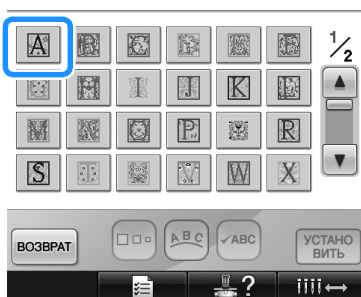 A B C D E F 1/2
G H I J K L
M N O P Q R
S T U V W X
ВОЗВРАТ ABC ✓ABC УСТАНО
ВИТЬ
?